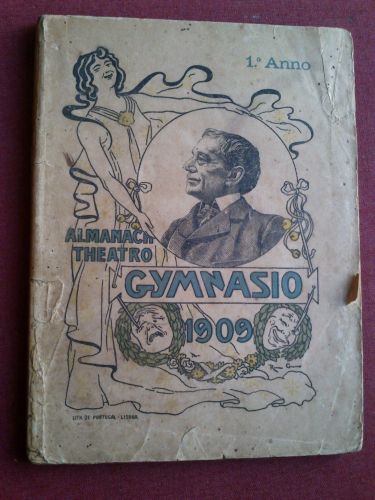 1.º Anno
ALMANACH
THEATRO
GYMNASIO
1909
LITH DE PORTUGAL-LISBOA